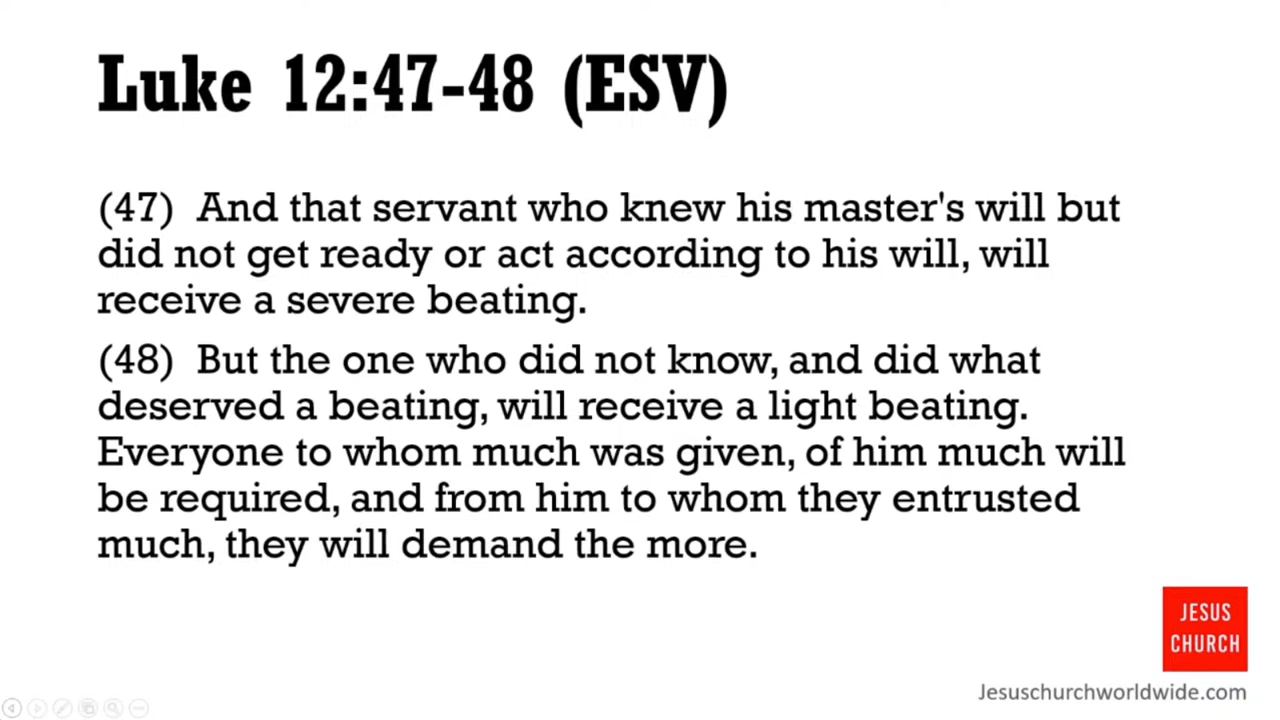 Luke 12:47-48 (ESV)
(47) And that servant who knew his master's will but
did not get ready or act according to his will, will
receive a severe beating.
(48) But the one who did not know, and did what
deserved a beating, will receive a light beating.
Everyone to whom much was given, of him much will
be required, and from him to whom they entrusted
much, they will demand the more.
JESUS
CHURCH
Jesuschurchworldwide.com